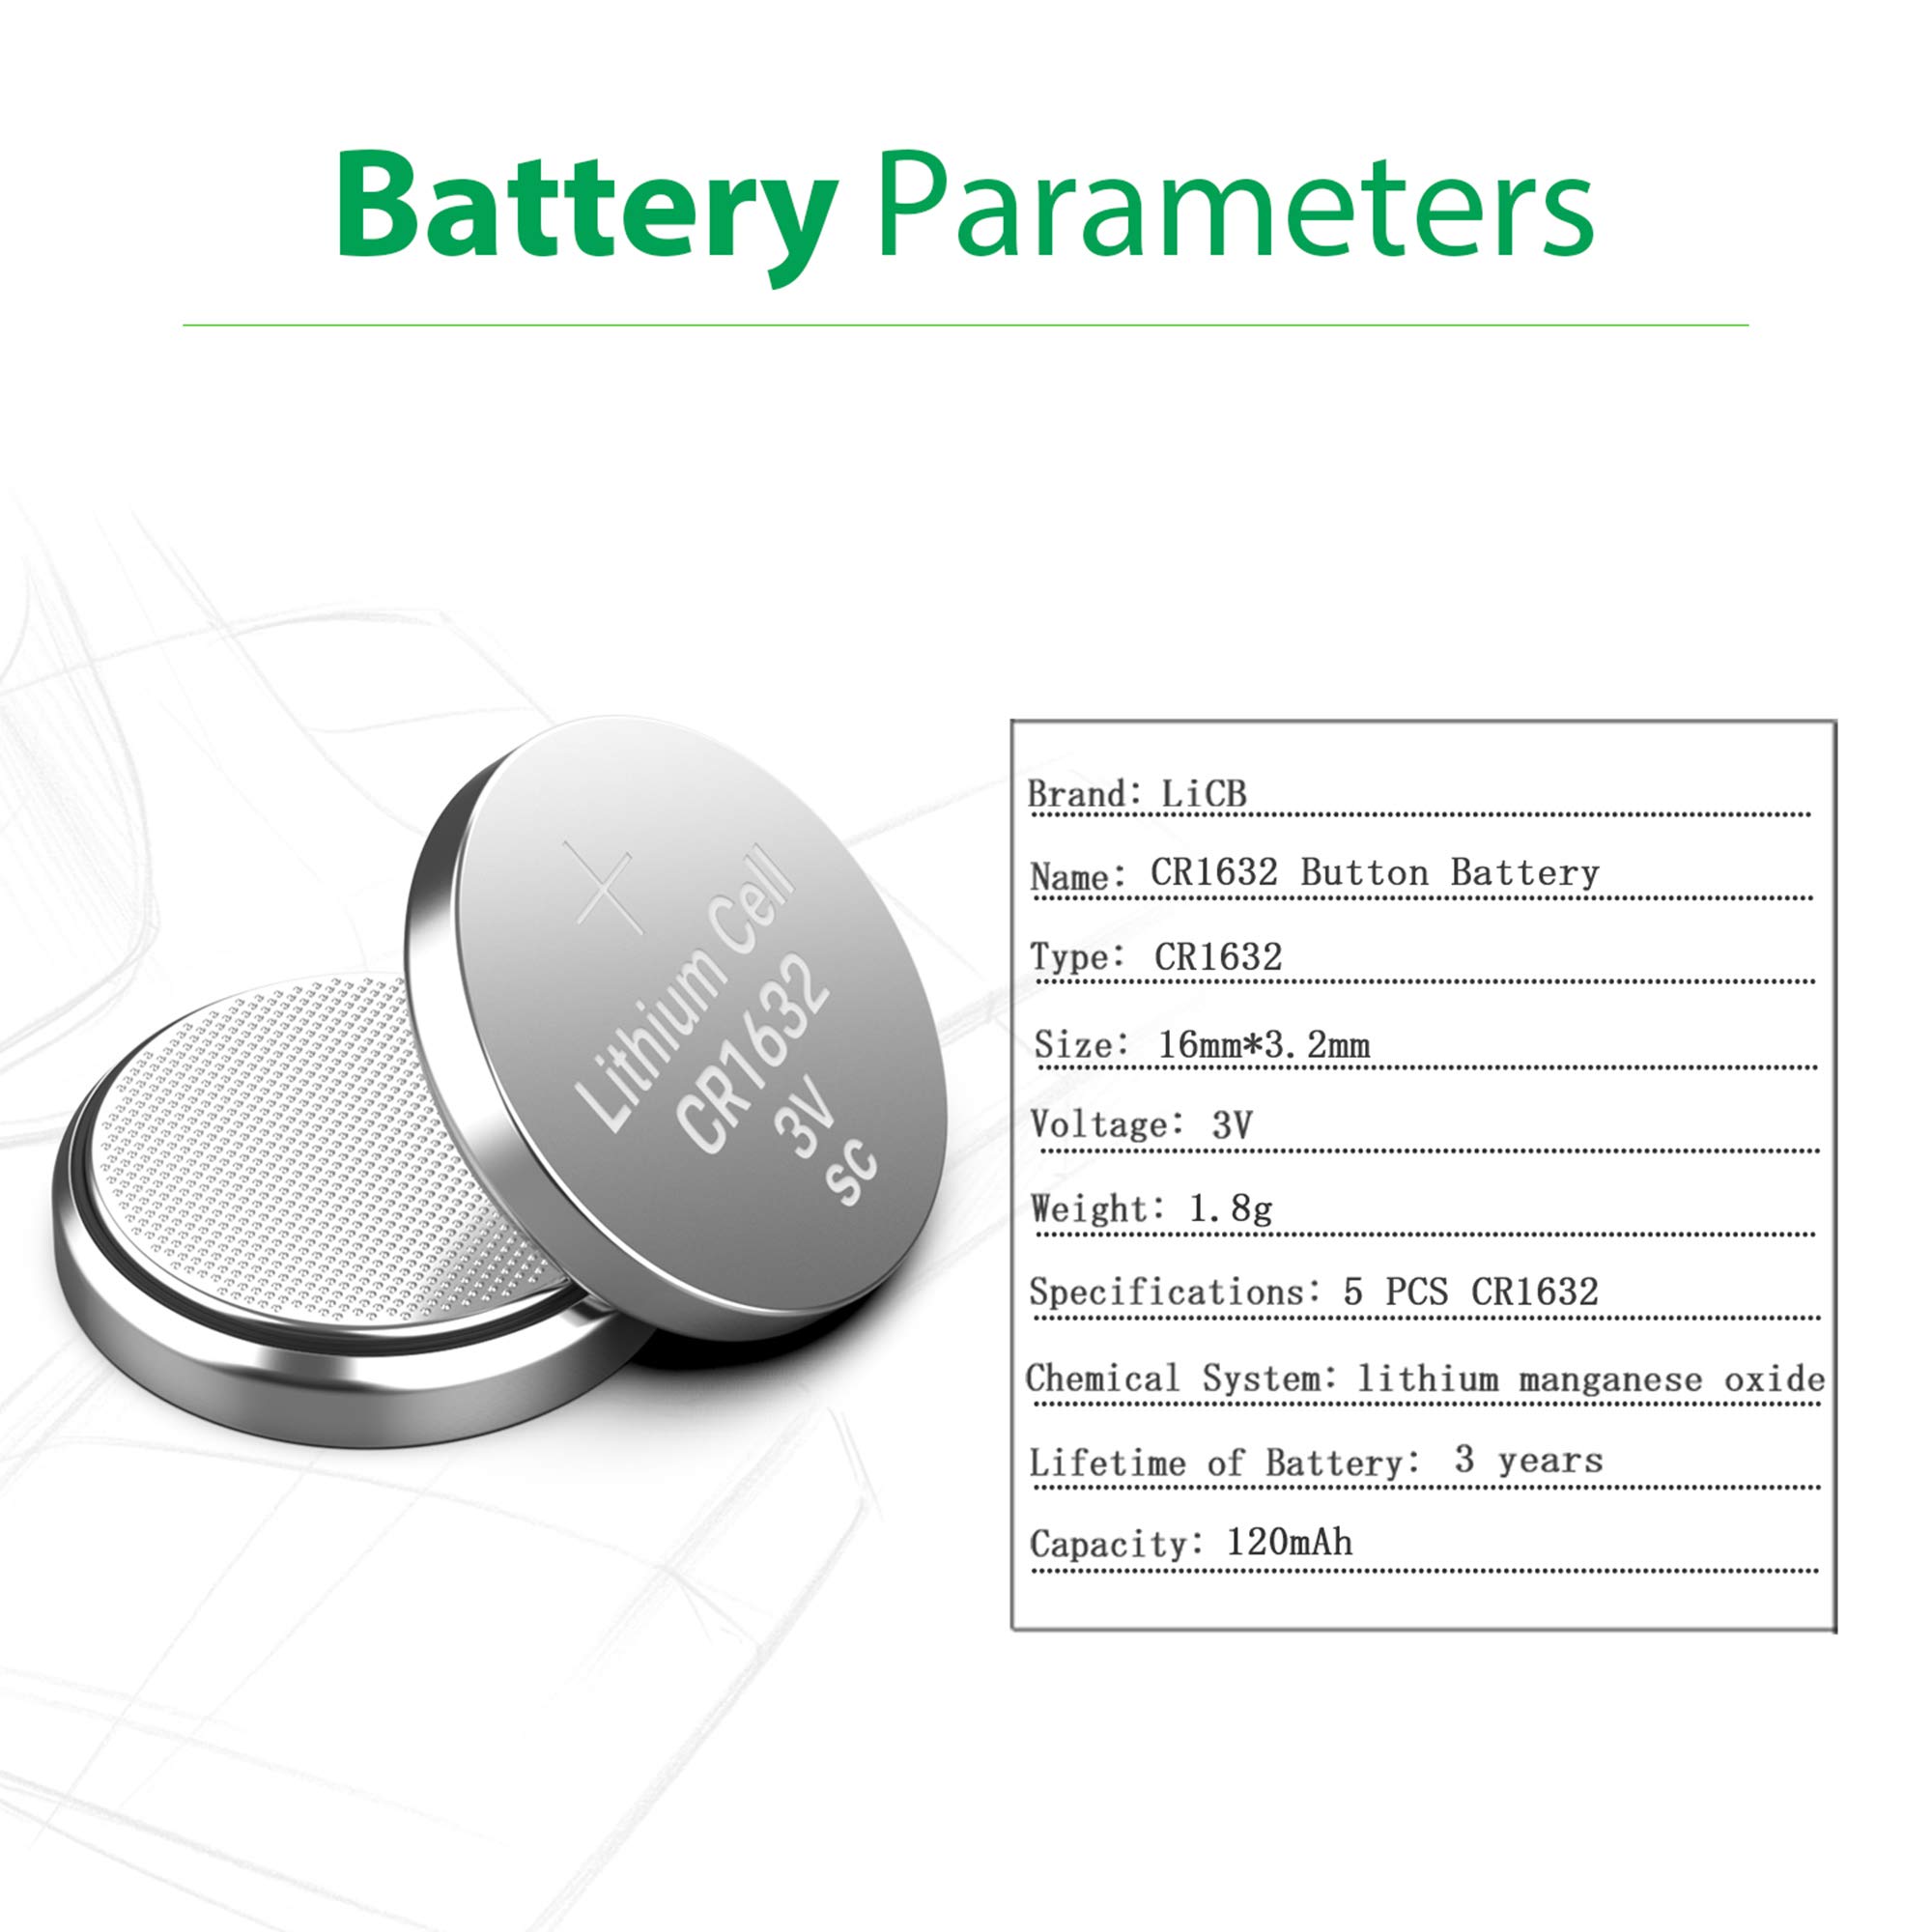 Battery Parameters
Lithium Cell
CR1632
3V
SC
Brand: LiCB
Name: CR1632 Button Battery
Type: CR1632
Size: 16mm*3.2mm
Voltage: 3V
Weight: 1.8g
Specifications: 5 PCS CR1632
Chemical System: lithium manganese oxide
Lifetime of Battery: 3 years
Capacity: 120mAh